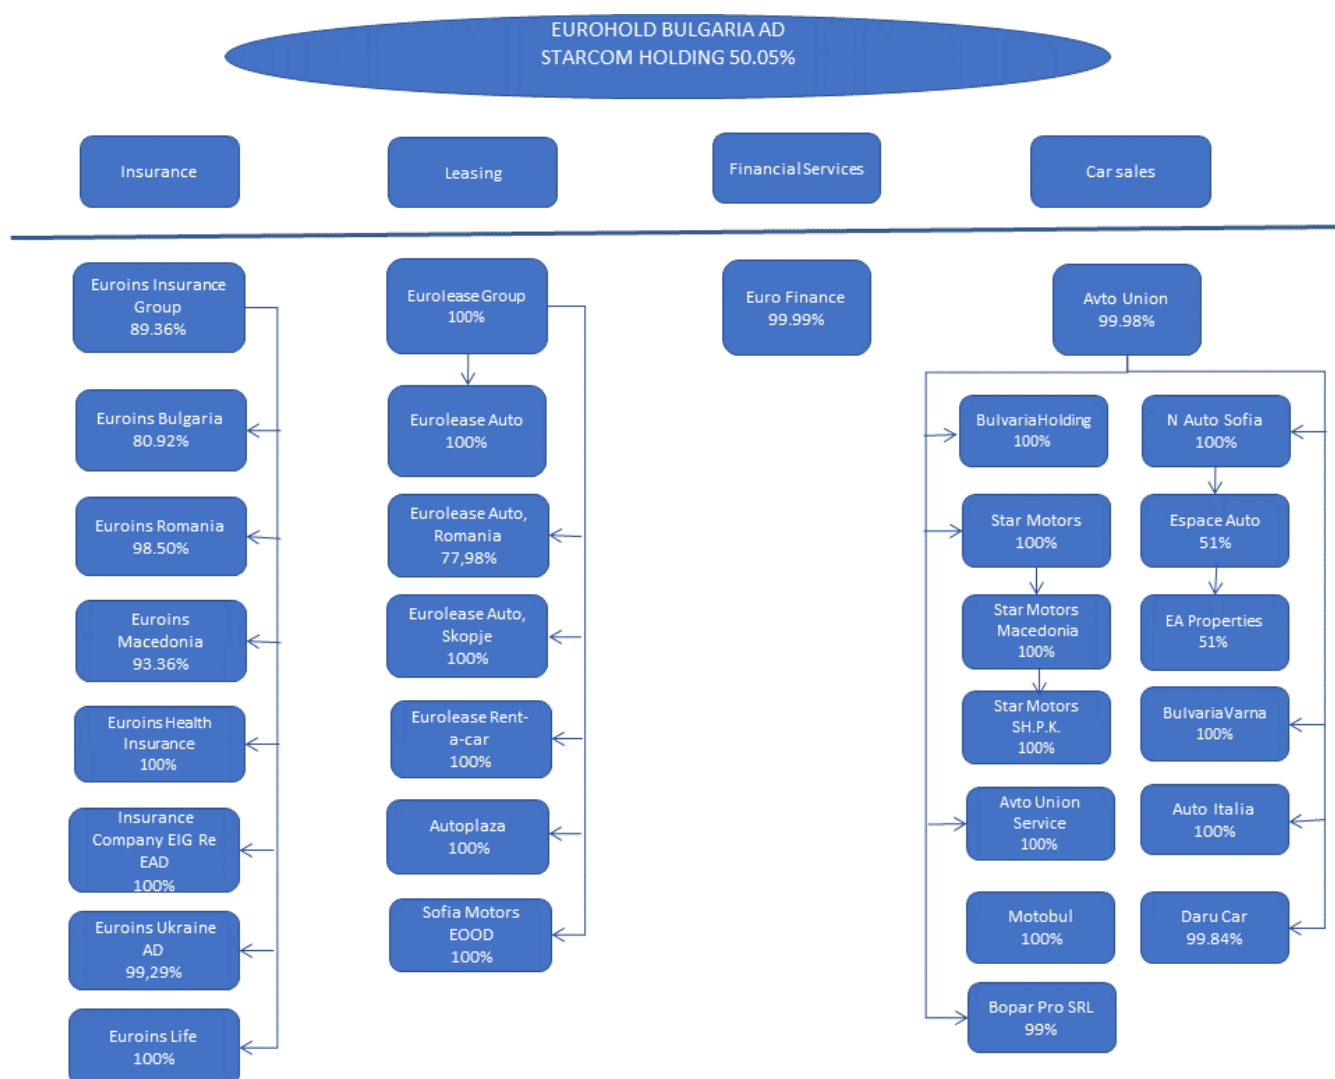 EUROHOLD BULGARIA AD
STARCOM HOLDING 50.05%
Insurance
Leasing
Financial Services
Car sales
Euroins Insurance
Group
89.36%
Euroins Bulgaria
80.92%
Euroins Romania
98.50%
Euroins
Macedonia
93.36%
Euroins Health
Insurance
100%
Insurance
Company EIG Re
EAD
100%
Euroins Ukraine
AD
99,29%
Euroins Life
100%
Eurolease Group
100%
Eurolease Auto
100%
Eurolease Auto,
Romania
77,98%
Eurolease Auto,
Skopje
100%
Eurolease Rent-
a-car
100%
Autoplaza
100%
Sofia Motors
EOOD
100%
Euro Finance
99.99%
Avto Union
99.98%
Bulvaria Holding
100%
Star Motors
100%
Star Motors
Macedonia
100%
Star Motors
SH.P.K.
100%
Avto Union
Service
100%
Motobul
100%
Bopar Pro SRL
99%
N Auto Sofia
100%
Espace Auto
51%
EA Properties
51%
Bulvaria Varna
100%
Auto Italia
100%
Daru Car
99.84%